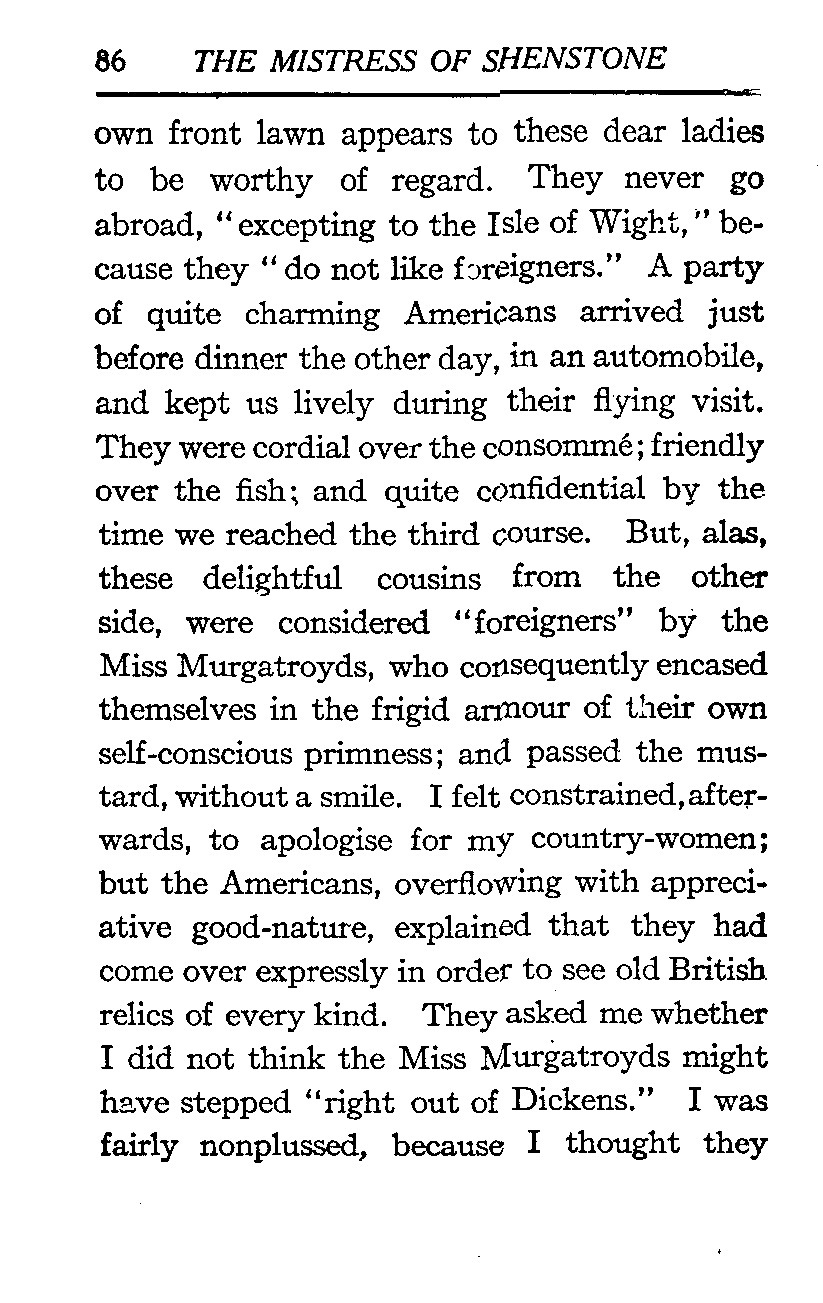 86 THE MISTRESS OF SHENSTONE
own front lawn appears to these dear ladies
to be worthy of regard. They never go
abroad, "excepting to the Isle of Wight," be-
cause they "do not like foreigners." A party
of quite charming Americans arrived just
before dinner the other day, in an automobile,
and kept us lively during their flying visit.
They were cordial over the consommé; friendly
over the fish; and quite confidential by the
time we reached the third course. But, alas,
these delightful cousins from the other
side, were considered "foreigners" by the
Miss Murgatroyds, who consequently encased
themselves in the frigid armour of their own
self-conscious primness; and passed the mus-
tard, without a smile. I felt constrained, after-
wards, to apologise for my country-women;
but the Americans, overflowing with appreci-
ative good-nature, explained that they had
come over expressly in order to see old British
relics of every kind. They asked me whether
I did not think the Miss Murgatroyds might
have stepped "right out of Dickens." I was
fairly nonplussed, because I thought they